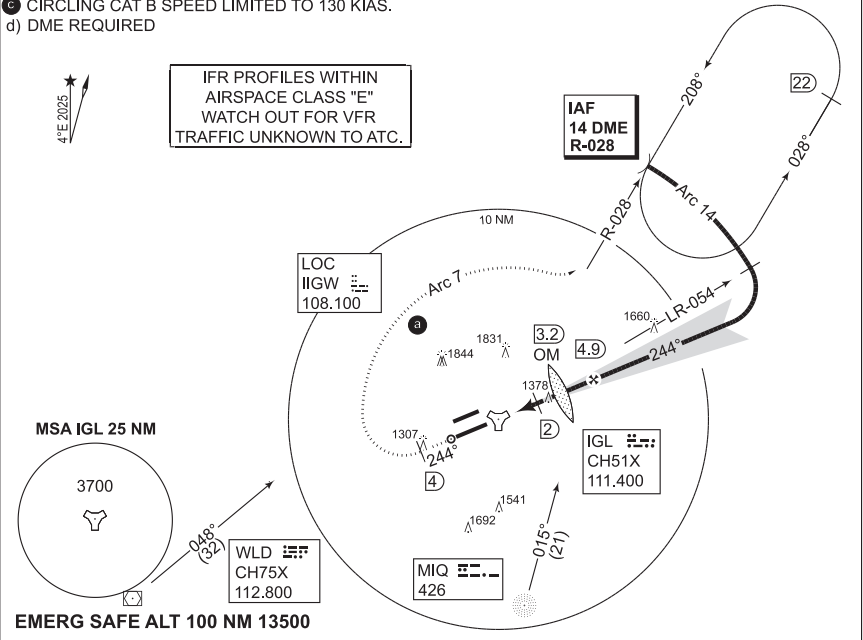 c CIRCLING CAT B SPEED LIMITED TO 130 KIAS.
d) DME REQUIRED
4°E 2025
IFR PROFILES WITHIN
AIRSPACE CLASS "E"
WATCH OUT FOR VFR
TRAFFIC UNKNOWN TO ATC.
IAF
14 DME
R-028
208°
22
028°
R-028
Arc 14
10 NM
LOC
IIGW
108.100
Arc 7
a
LR-054
1660
1831
1844
3.2
OM
4.9
244°
1378
2
1307
244°
4
IGL
CH51X
111.400
MSA IGL 25 NM
3700
048°
(32)
WLD
CH75X
112.800
1541
1692
015°
(21)
MIQ
426
EMERG SAFE ALT 100 NM 13500